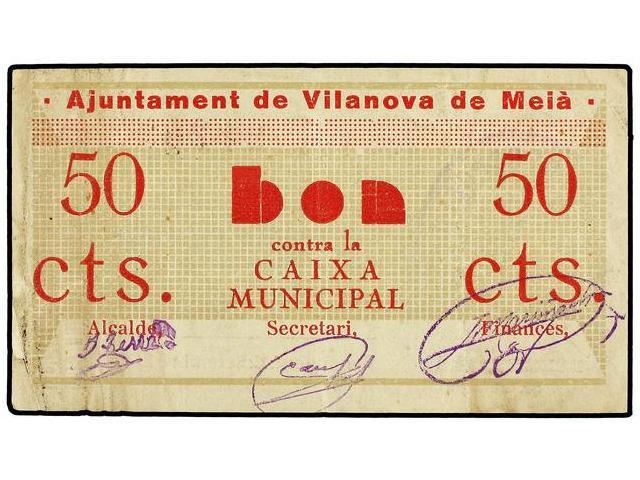 · Ajuntament de Vilanova de Meià ·
50 cts.
bon
contra la
CAIXA
MUNICIPAL
50 cts.
Alcalde, Secretari, Finances,